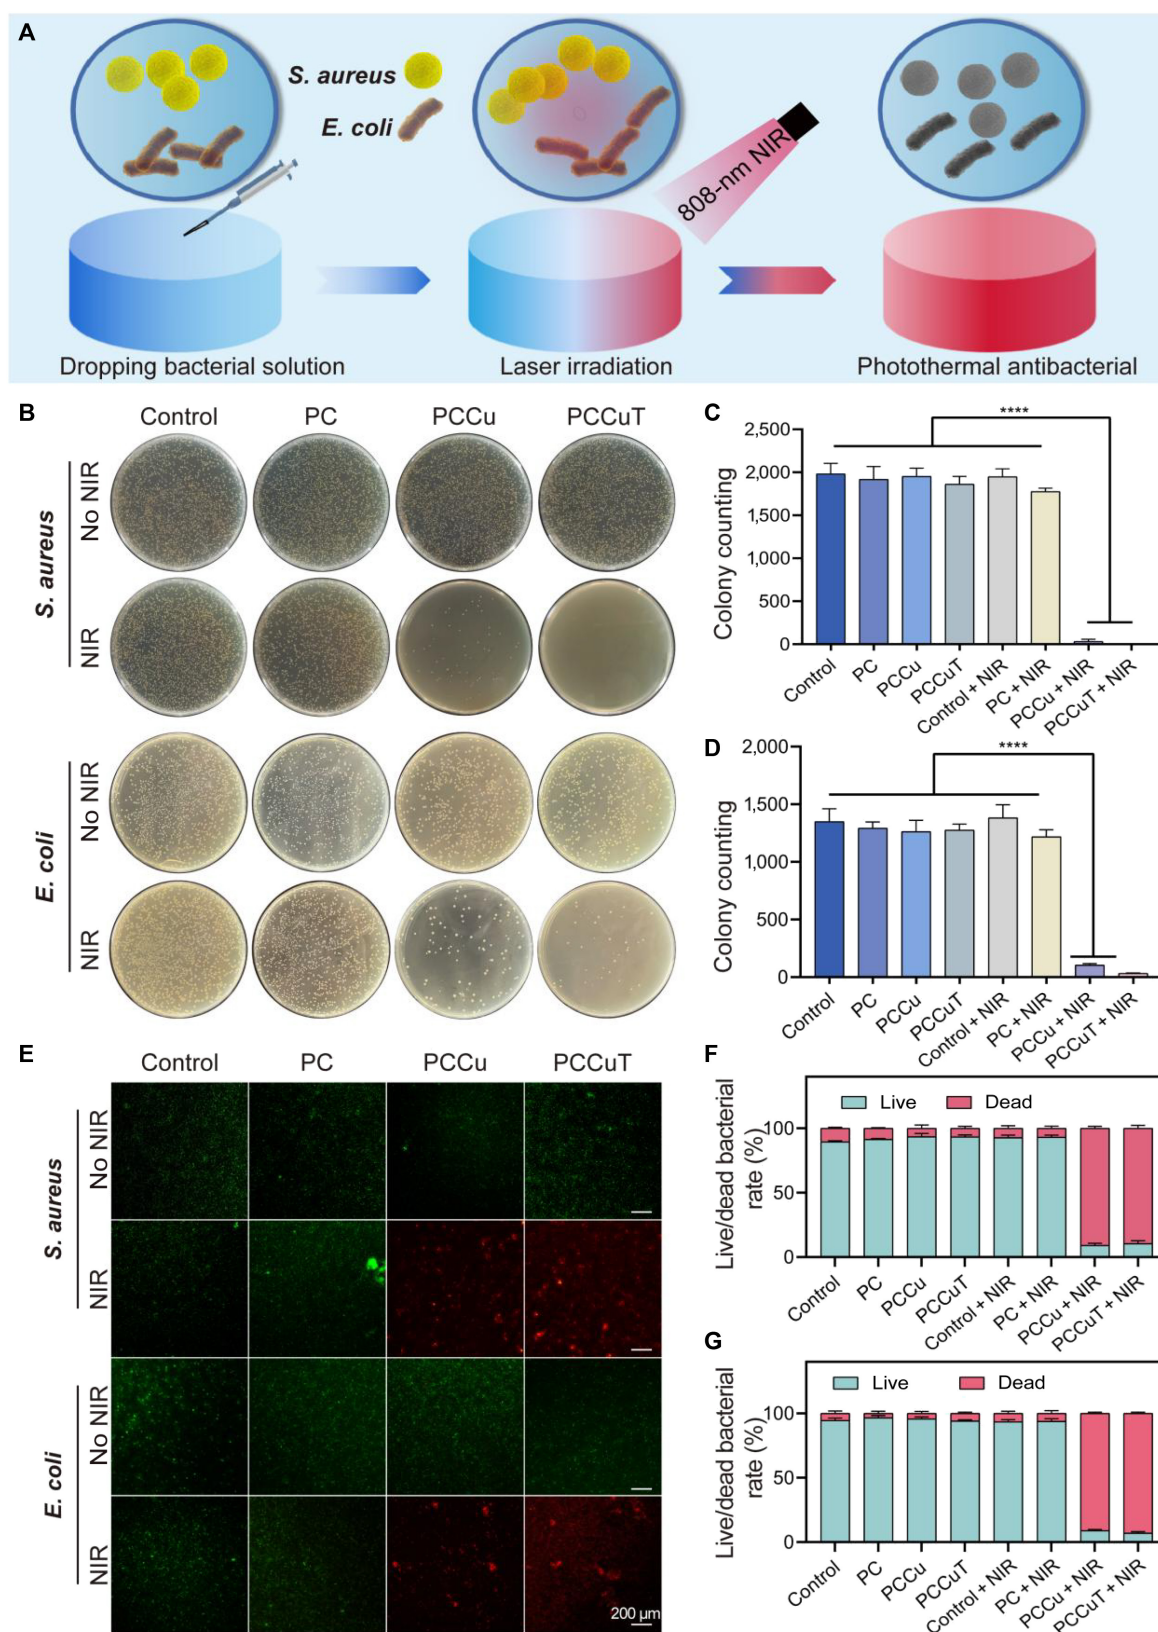 A
S. aureus
E. coli
808-nm NIR
Dropping bacterial solution
Laser irradiation
Photothermal antibacterial
B
Control
PC
PCCu
PCCuT
S. aureus
No NIR
NIR
E. coli
No NIR
NIR
C
Colony counting
2,500
2,000
1,500
1,000
500
0
****
Control
PC
PCCu
PCCuT
Control + NIR
PC + NIR
PCCu + NIR
PCCuT + NIR
D
Colony counting
2,000
1,500
1,000
500
0
****
Control
PC
PCCu
PCCuT
Control + NIR
PC + NIR
PCCu + NIR
PCCuT + NIR
E
Control
PC
PCCu
PCCuT
S. aureus
No NIR
NIR
E. coli
No NIR
NIR
200 μm
F
Live/dead bacterial
rate (%)
Live
Dead
100
50
0
Control
PC
PCCu
PCCuT
Control + NIR
PC + NIR
PCCu + NIR
PCCuT + NIR
G
Live/dead bacterial
rate (%)
Live
Dead
100
50
0
Control
PC
PCCu
PCCuT
Control + NIR
PC + NIR
PCCu + NIR
PCCuT + NIR